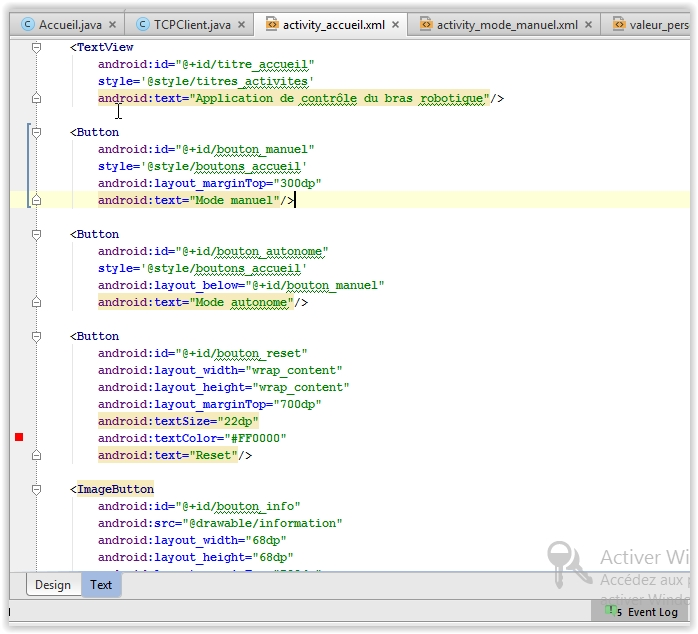 Accueil.java × TCPClient.java × activity_accueil.xml × activity_mode_manuel.xml × valeur_pers
<TextView
android:id="@+id/titre_accueil"
style='@style/titres_activites'
android:text="Application de contrôle du bras robotique"/>
<Button
android:id="@+id/bouton_manuel"
style='@style/boutons_accueil'
android:layout_marginTop="300dp"
android:text="Mode manuel"/>
<Button
android:id="@+id/bouton_autonome"
style='@style/boutons_accueil'
android:layout_below="@+id/bouton_manuel"
android:text="Mode autonome"/>
<Button
android:id="@+id/bouton_reset"
android:layout_width="wrap_content"
android:layout_height="wrap_content"
android:layout_marginTop="700dp"
android:textSize="22dp"
android:textColor="#FF0000"
android:text="Reset"/>
<ImageButton
android:id="@+id/bouton_info"
android:src="@drawable/information"
android:layout_width="68dp"
android:layout_height="68dp"
Activer Wi
Accédez aux p
activer Windo
Design Text
5 Event Log